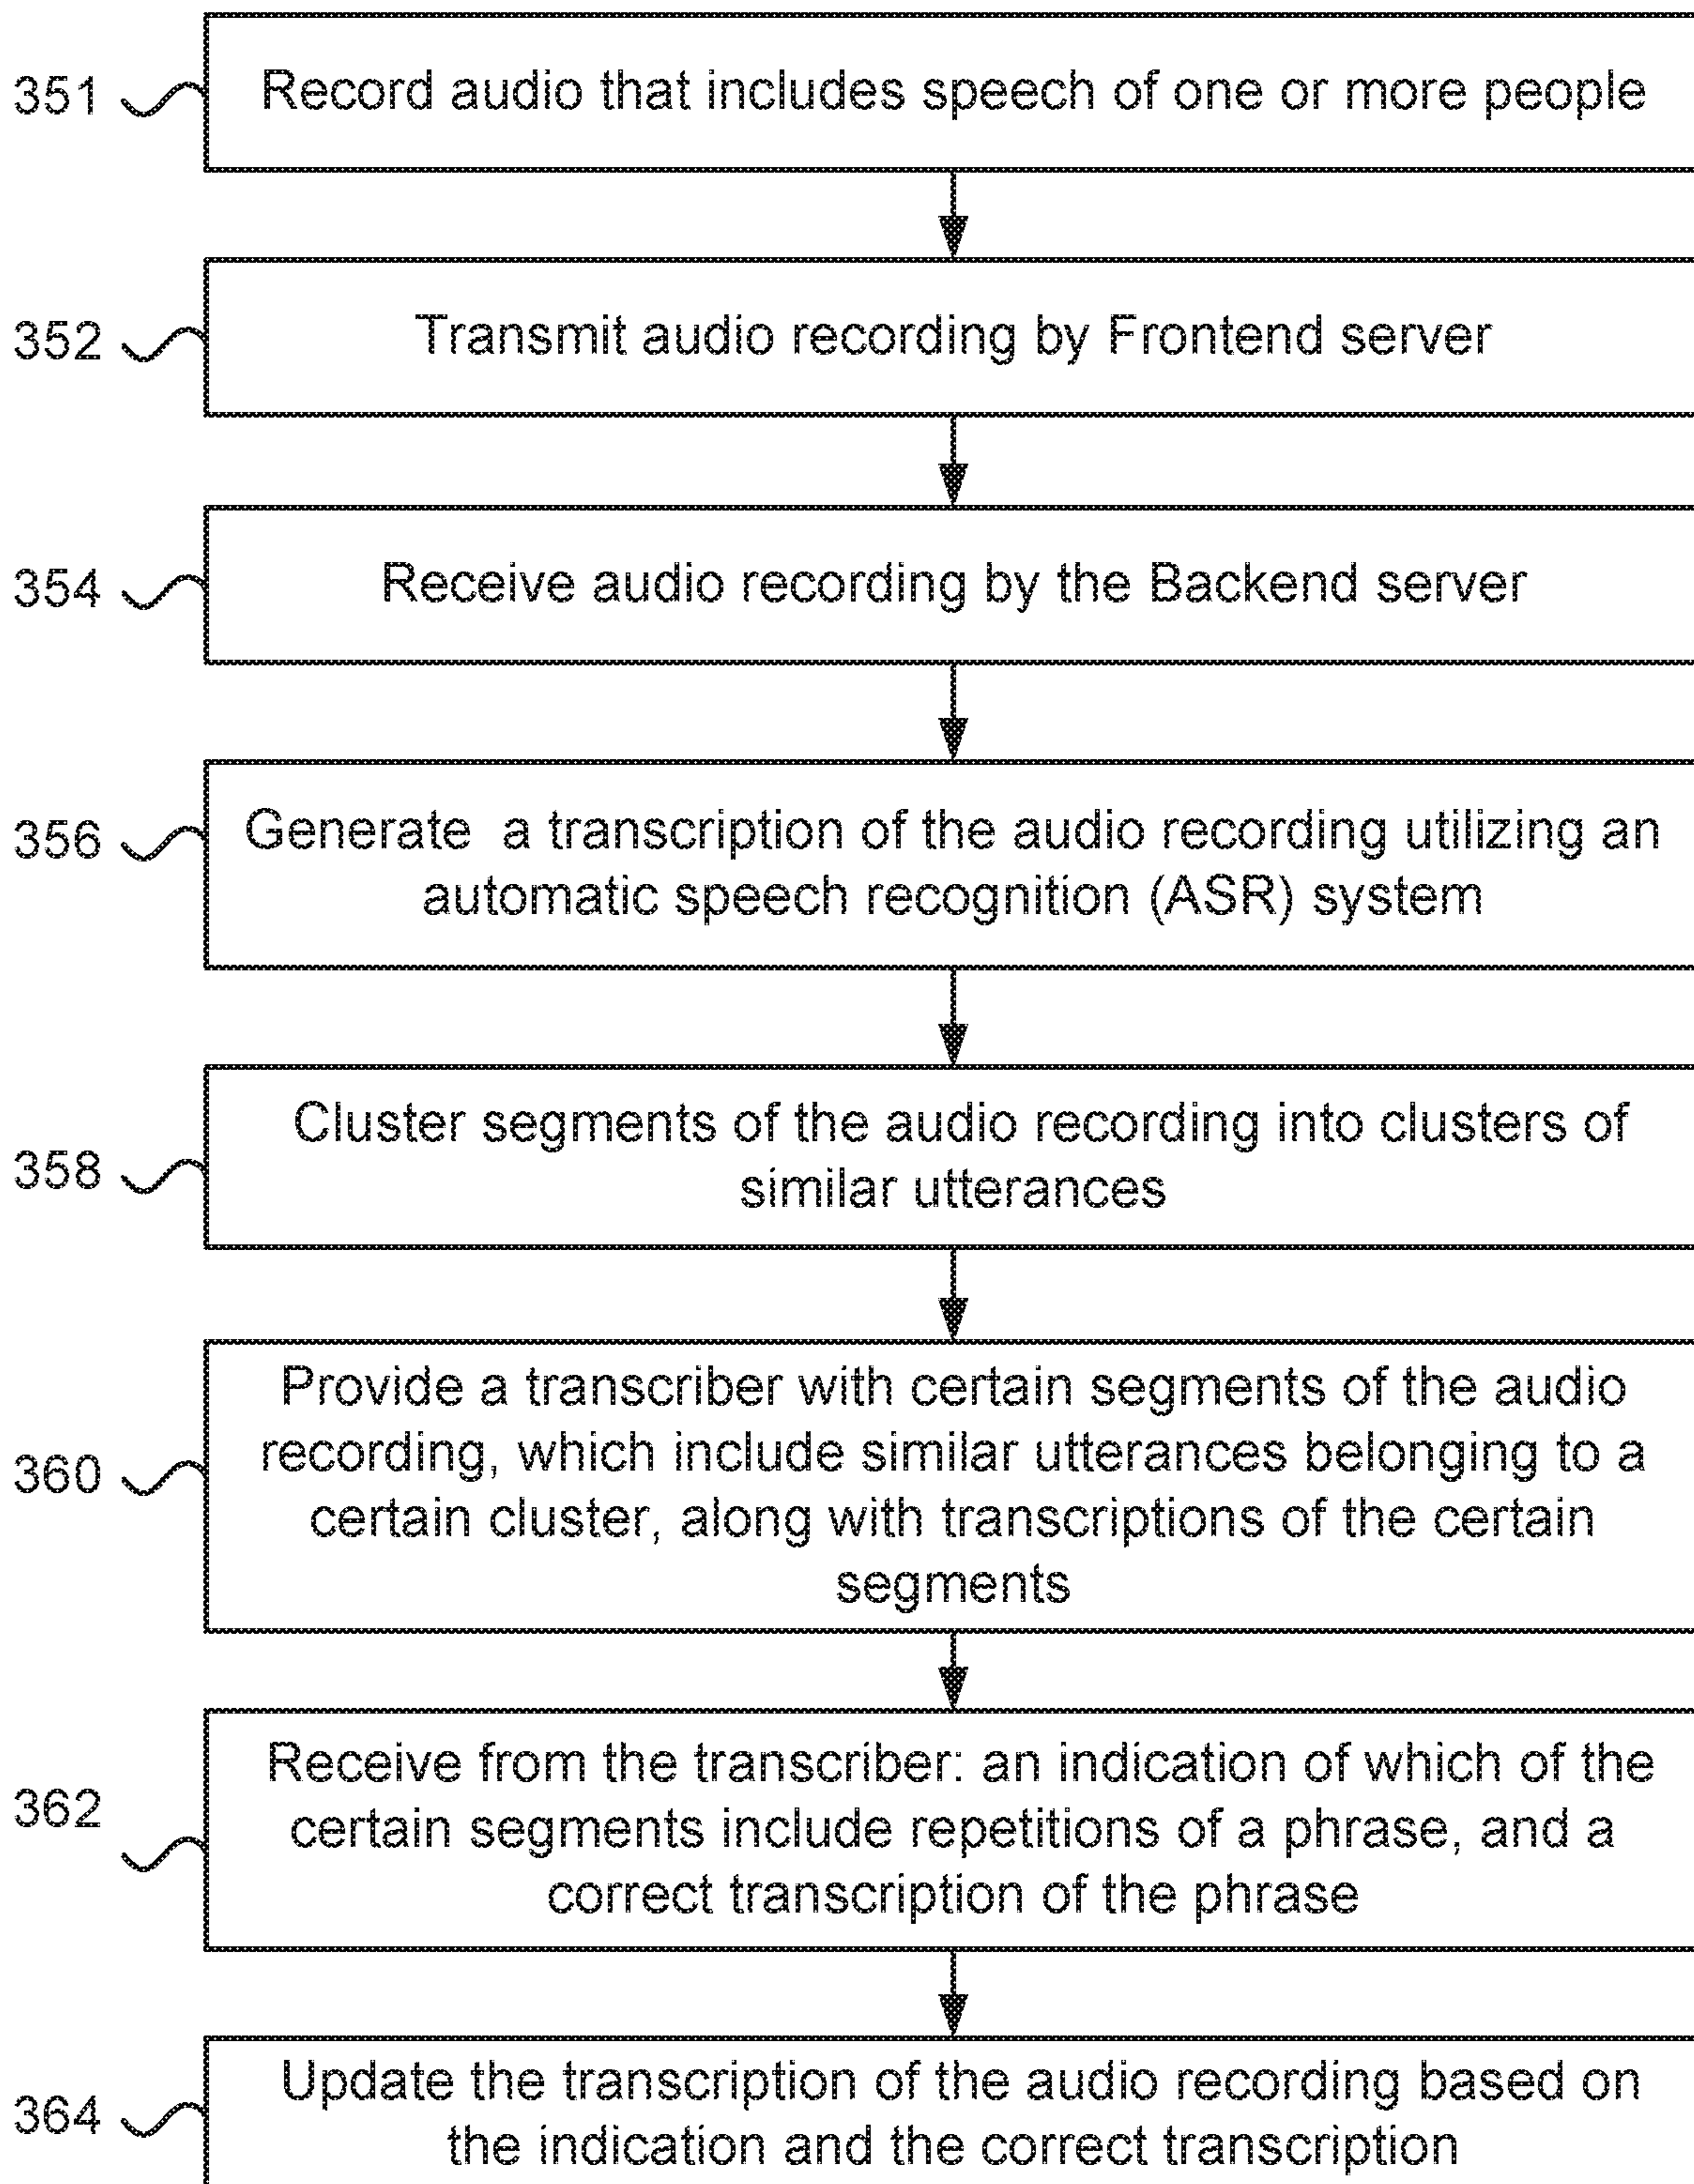 351 Record audio that includes speech of one or more people
352 Transmit audio recording by Frontend server
354 Receive audio recording by the Backend server
356 Generate a transcription of the audio recording utilizing an
automatic speech recognition (ASR) system
358 Cluster segments of the audio recording into clusters of
similar utterances
360 Provide a transcriber with certain segments of the audio
recording, which include similar utterances belonging to a
certain cluster, along with transcriptions of the certain
segments
362 Receive from the transcriber: an indication of which of the
certain segments include repetitions of a phrase, and a
correct transcription of the phrase
364 Update the transcription of the audio recording based on
the indication and the correct transcription